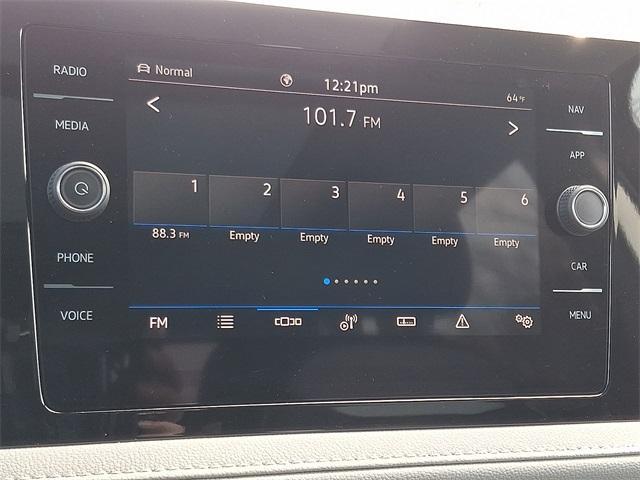 RADIO
MEDIA
PHONE
VOICE
Normal
12:21pm
64°F
101.7 FM
1 2 3 4 5 6
88.3 FM Empty Empty Empty Empty Empty
FM
NAV
APP
CAR
MENU